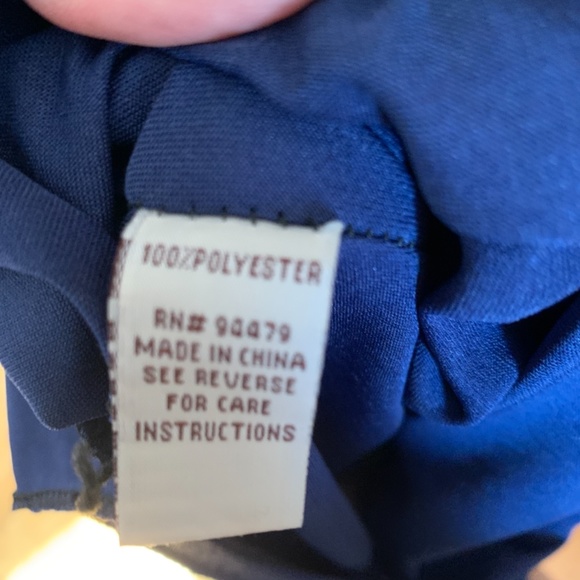 100%POLYESTER
RN# 94479
MADE IN CHINA
SEE REVERSE
FOR CARE
INSTRUCTIONS